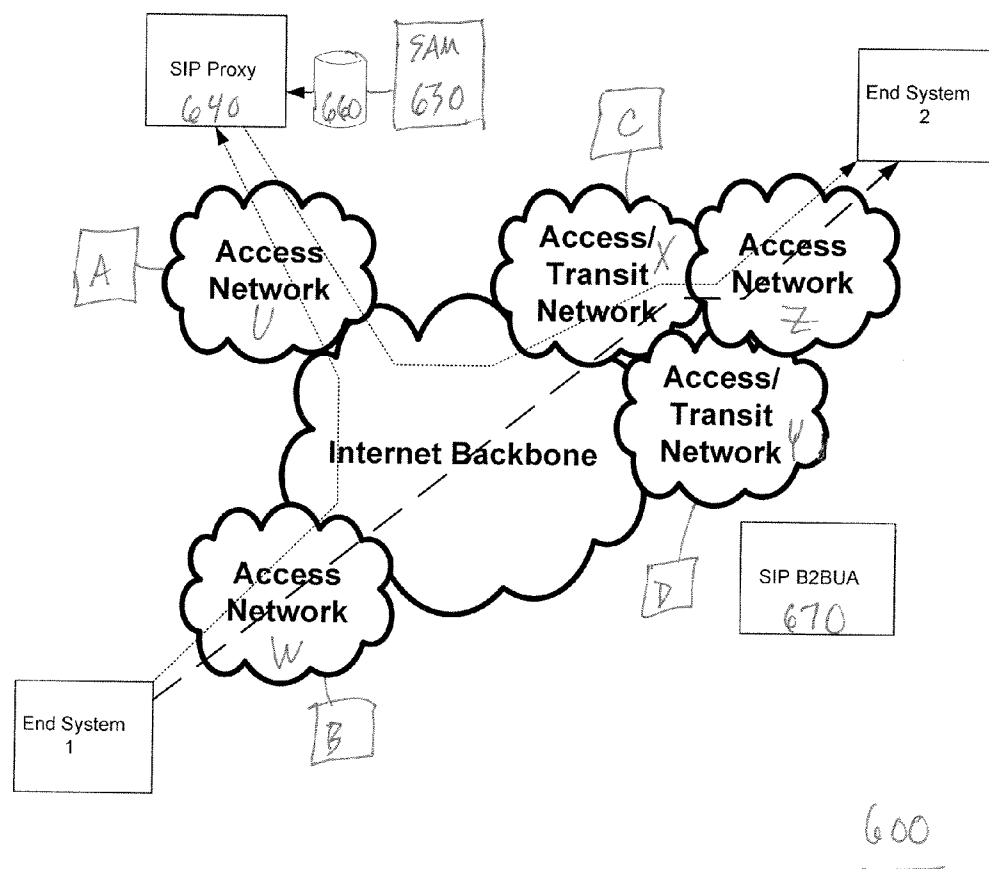 SIP Proxy
640
660
SAM
630
C
End System
2
A
Access
Network
U
Access/
Transit
Network
X
Access
Network
Z
Access/
Transit
Network
Y
Internet Backbone
Access
Network
W
D
SIP B2BUA
670
End System
1
B
600